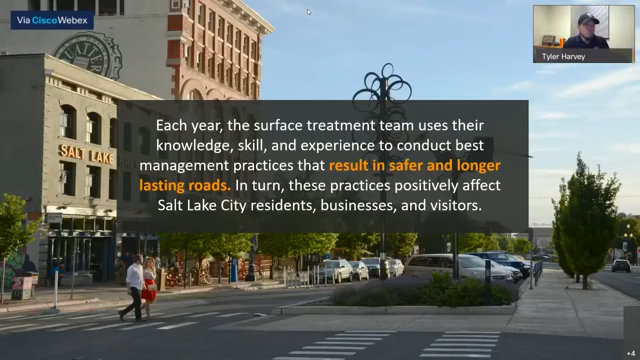 Via CiscoWebex
Tyler Harvey
SALT LAKE
Each year, the surface treatment team uses their
knowledge, skill, and experience to conduct best
management practices that result in safer and longer
lasting roads. In turn, these practices positively affect
Salt Lake City residents, businesses, and visitors.
+4